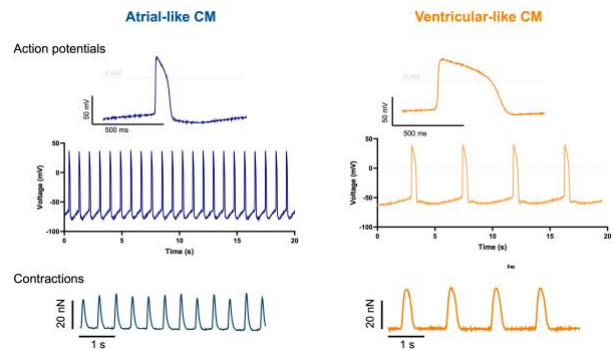 Atrial-like CM
Ventricular-like CM
Action potentials
0 mV
50 mV
500 ms
0 mV
50 mV
500 ms
Voltage (mV)
50
0
-50
-100
0
5
10
15
20
Time (s)
Voltage (mV)
50
0
-50
-100
0
5
10
15
20
Time (s)
Contractions
20 nN
1 s
20 nN
1 s